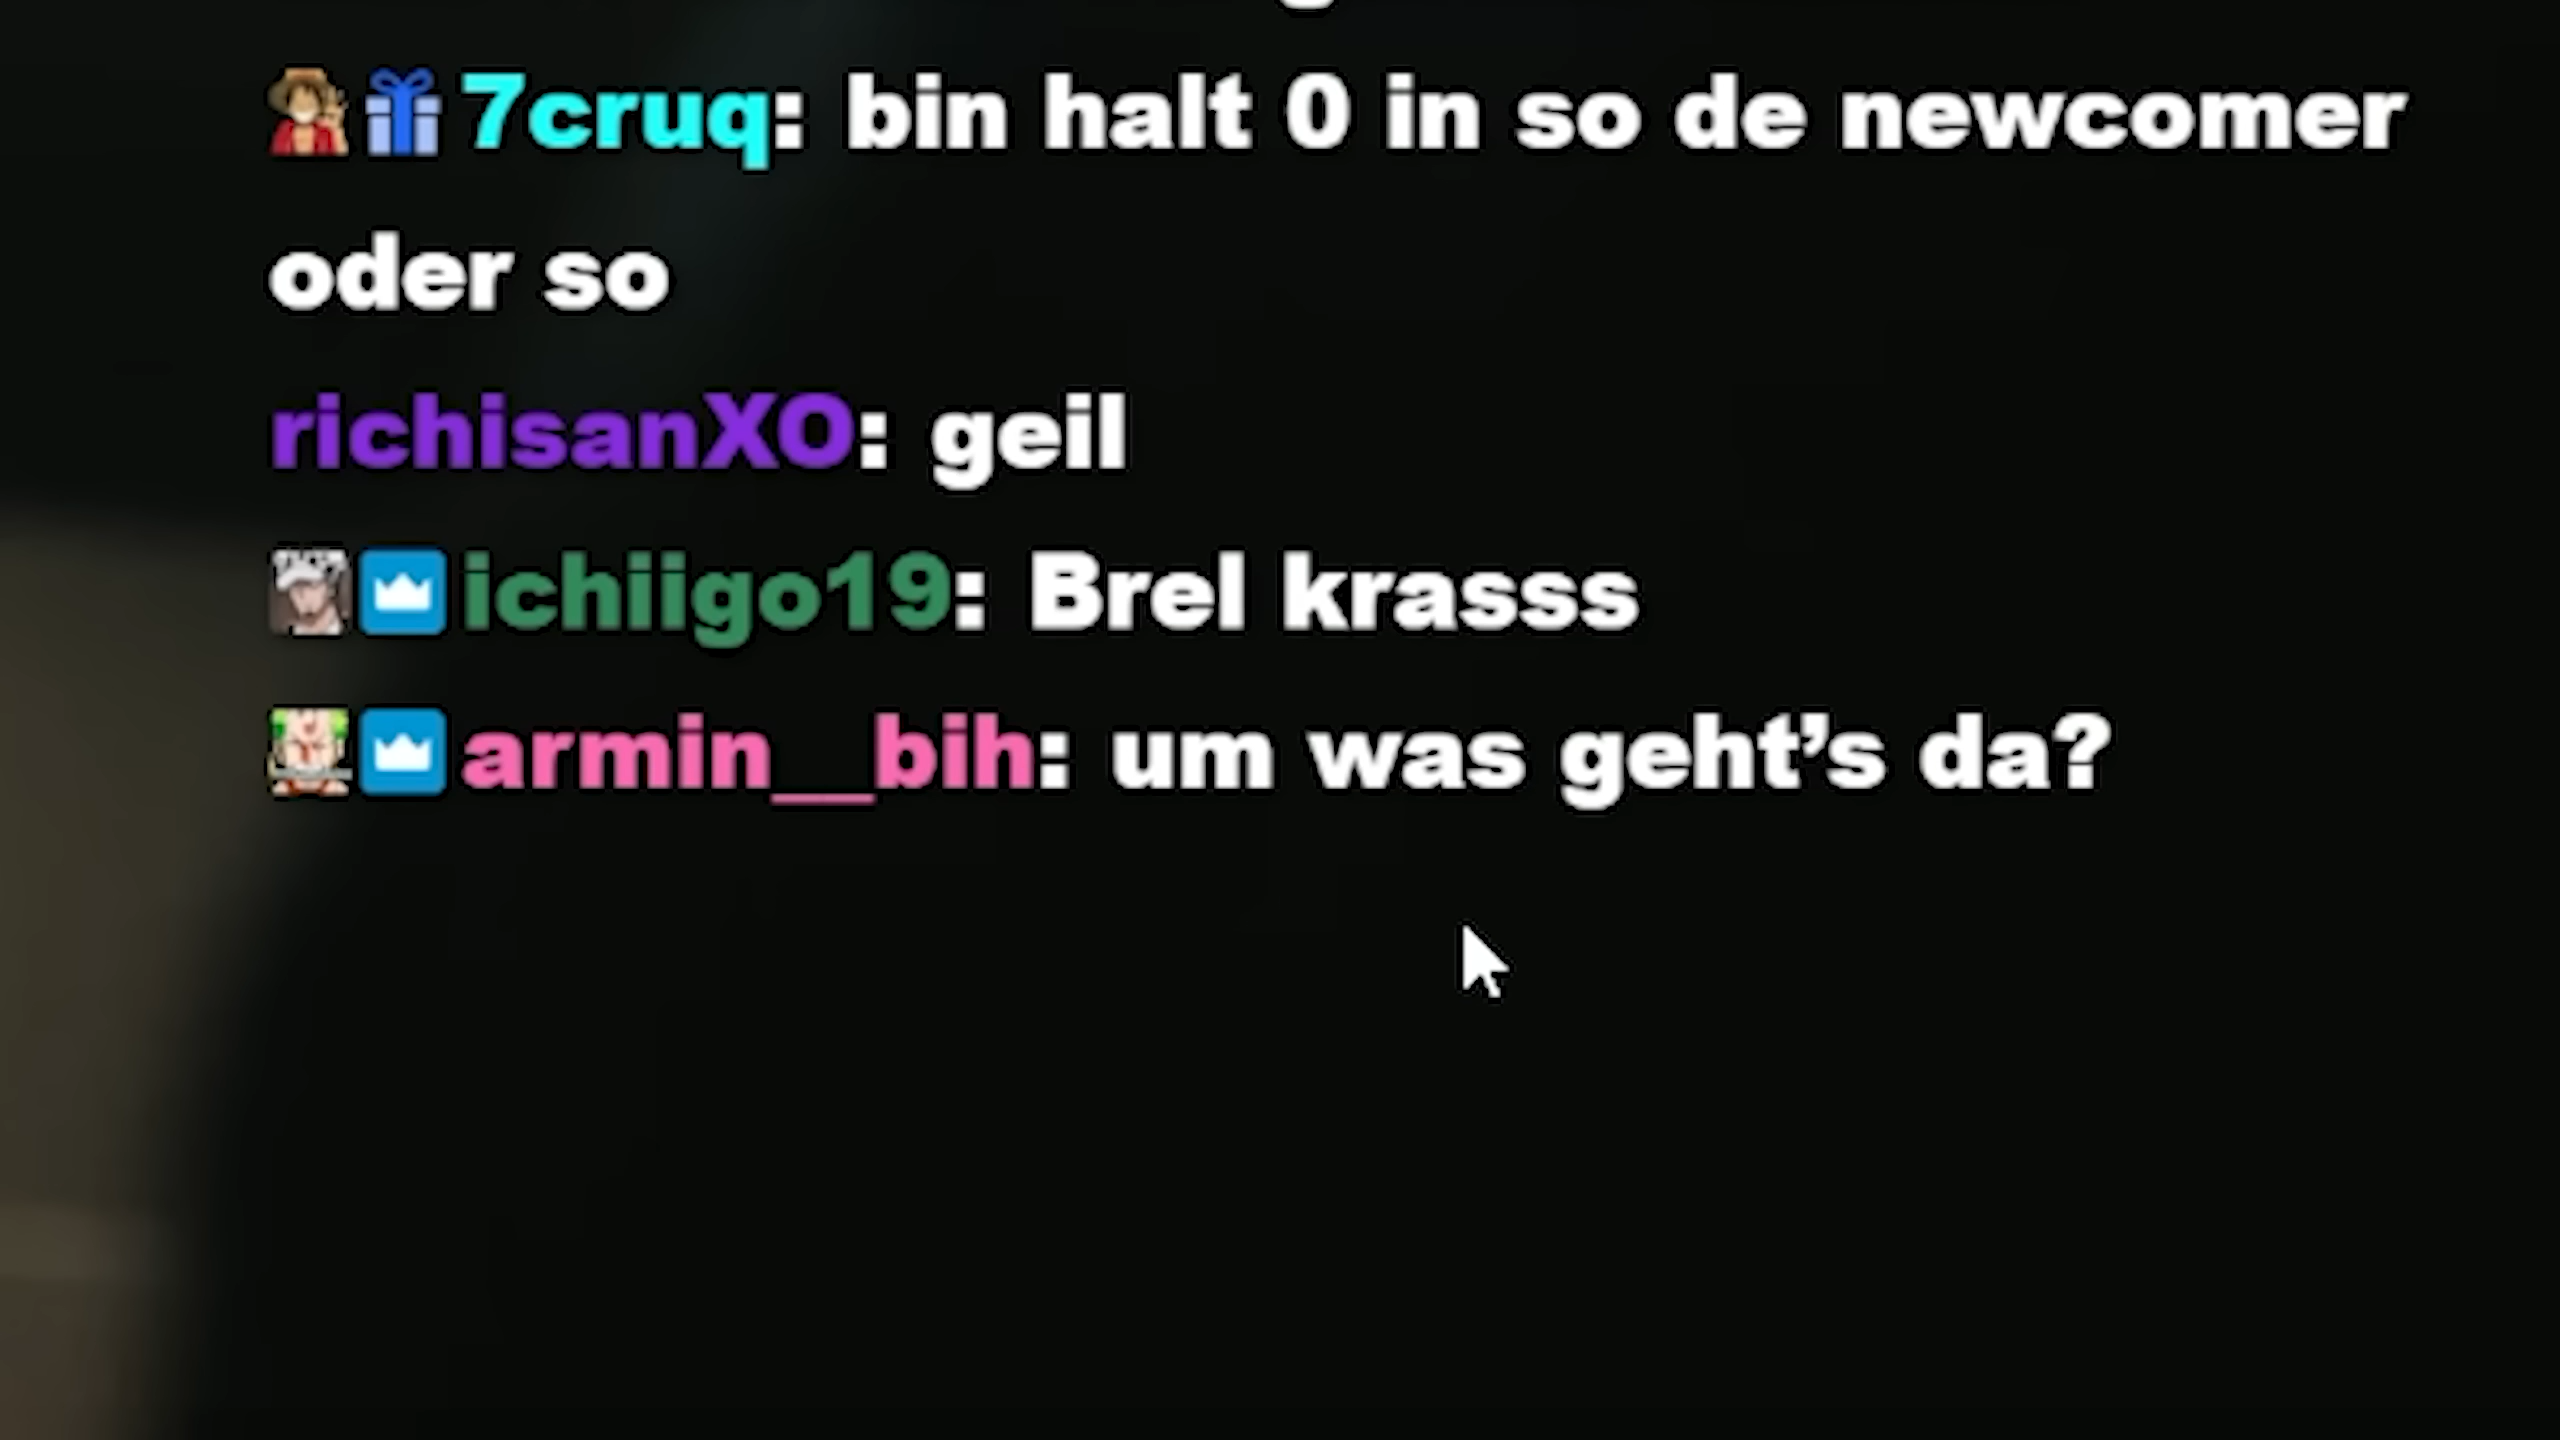 7cruq: bin halt 0 in so de newcomer
oder so
richisanXO: geil
ichiigo19: Brel krasss
armin__bih: um was geht’s da?